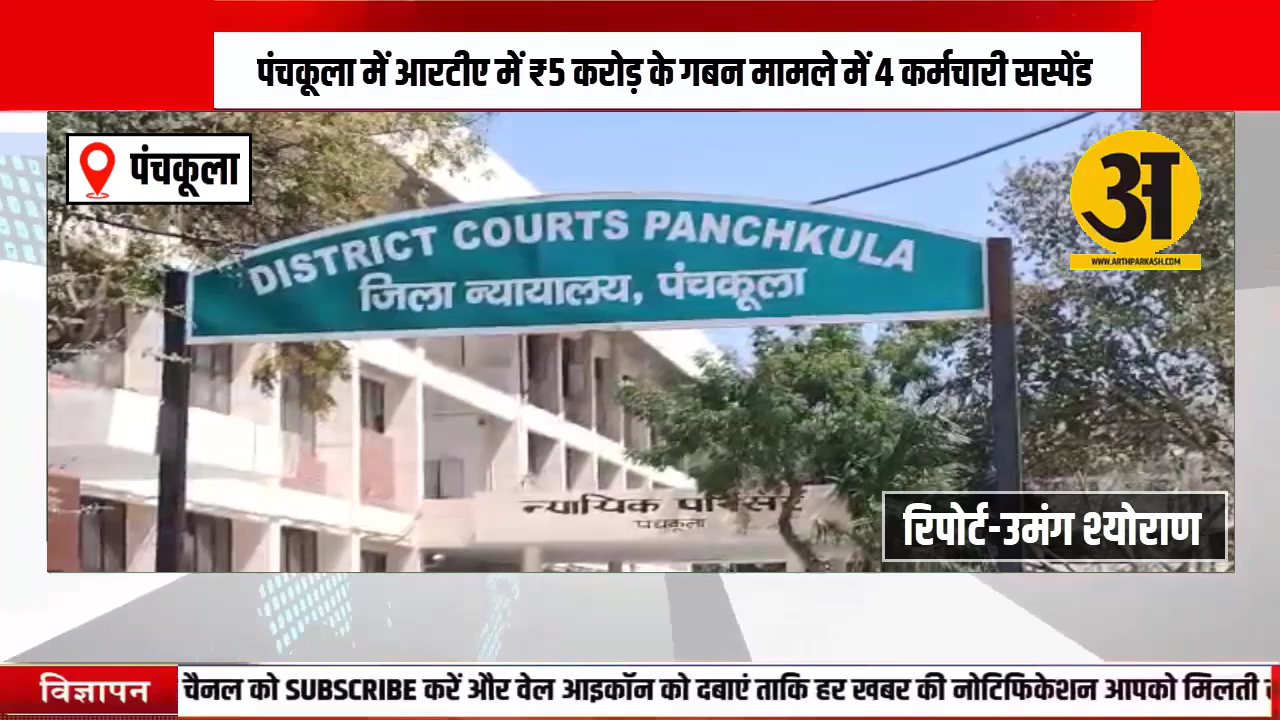 पंचकूला में आरटीए में ₹5 करोड़ के गबन मामले में 4 कर्मचारी सस्पेंड
पंचकूला
अ
WWW.ARTHPARKASH.COM
DISTRICT COURTS PANCHKULA
जिला न्यायालय, पंचकूला
न्यायिक परिसर
पंचकूला
रिपोर्ट-उमंग श्योराण
विज्ञापन
चैनल को SUBSCRIBE करें और वेल आइकॉन को दबाएं ताकि हर खबर की नोटिफिकेशन आपको मिलती